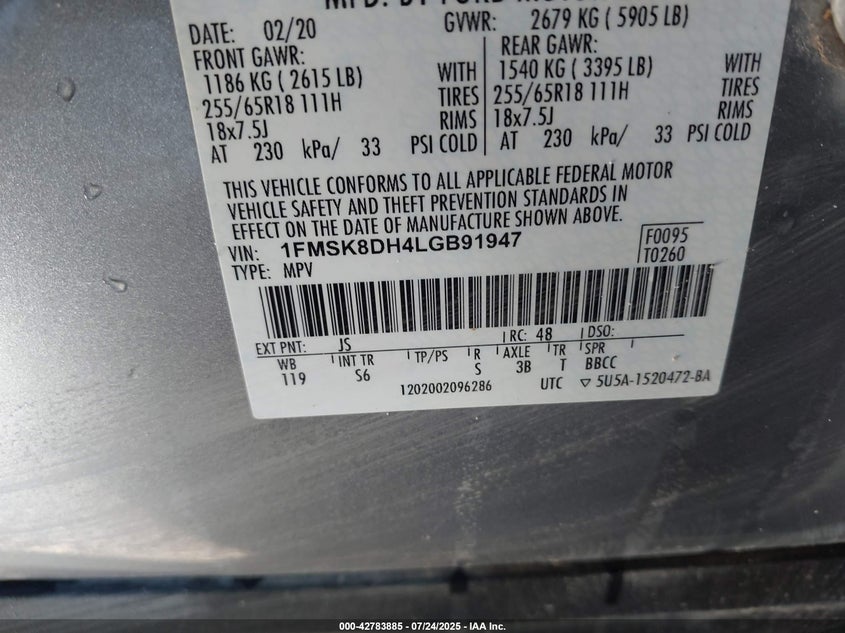 MFD. BY FORD MOTOR
DATE: 02/20 GVWR: 2679 KG ( 5905 LB)
FRONT GAWR: REAR GAWR:
1186 KG ( 2615 LB) WITH 1540 KG ( 3395 LB) WITH
255/65R18 111H TIRES 255/65R18 111H TIRES
18x7.5J RIMS 18x7.5J RIMS
AT 230 kPa/ 33 PSI COLD AT 230 kPa/ 33 PSI COLD
THIS VEHICLE CONFORMS TO ALL APPLICABLE FEDERAL MOTOR
VEHICLE SAFETY AND THEFT PREVENTION STANDARDS IN
EFFECT ON THE DATE OF MANUFACTURE SHOWN ABOVE.
VIN: 1FMSK8DH4LGB91947 F0095
TYPE: MPV T0260
EXT PNT: JS RC: 48 DSO:
WB INT TR TP/PS R AXLE TR SPR
119 S6 S 3B T BBCC
1202002096286 UTC ▽ 5U5A-1520472-BA
000-42783885 / 07/24/2025 - IAA Inc.